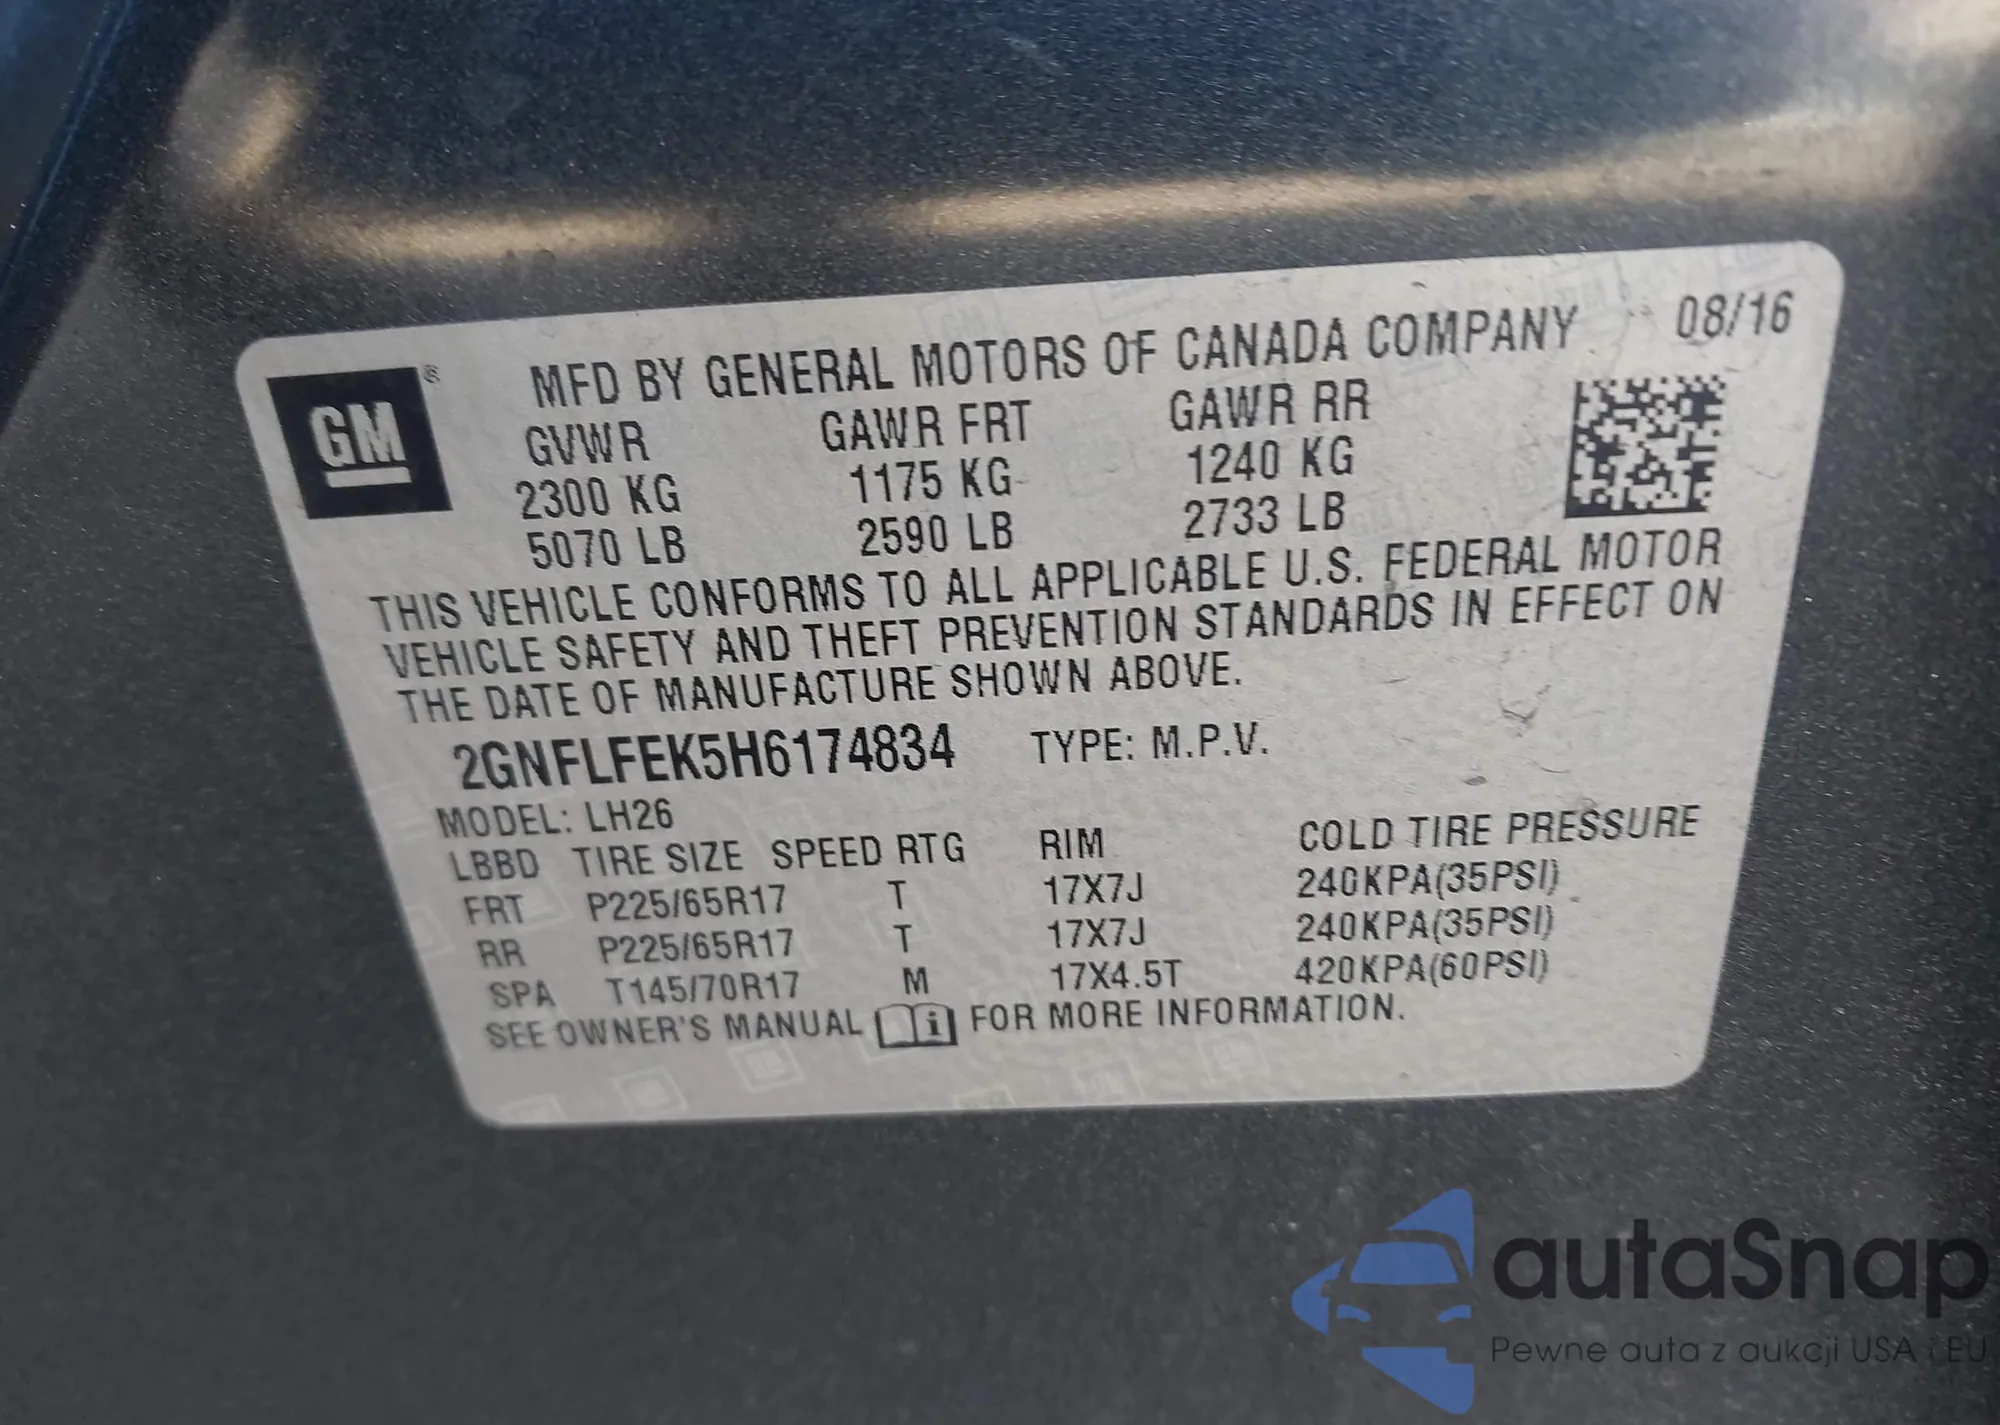 GM ®
MFD BY GENERAL MOTORS OF CANADA COMPANY 08/16
GVWR GAWR FRT GAWR RR
2300 KG 1175 KG 1240 KG
5070 LB 2590 LB 2733 LB
THIS VEHICLE CONFORMS TO ALL APPLICABLE U.S. FEDERAL MOTOR
VEHICLE SAFETY AND THEFT PREVENTION STANDARDS IN EFFECT ON
THE DATE OF MANUFACTURE SHOWN ABOVE.
2GNFLFEK5H6174834 TYPE: M.P.V.
MODEL: LH26
LBBD TIRE SIZE SPEED RTG RIM COLD TIRE PRESSURE
FRT P225/65R17 T 17X7J 240KPA(35PSI)
RR P225/65R17 T 17X7J 240KPA(35PSI)
SPA T145/70R17 M 17X4.5T 420KPA(60PSI)
SEE OWNER'S MANUAL i FOR MORE INFORMATION.
autaSnap
Pewne auta z aukcji USA i EU